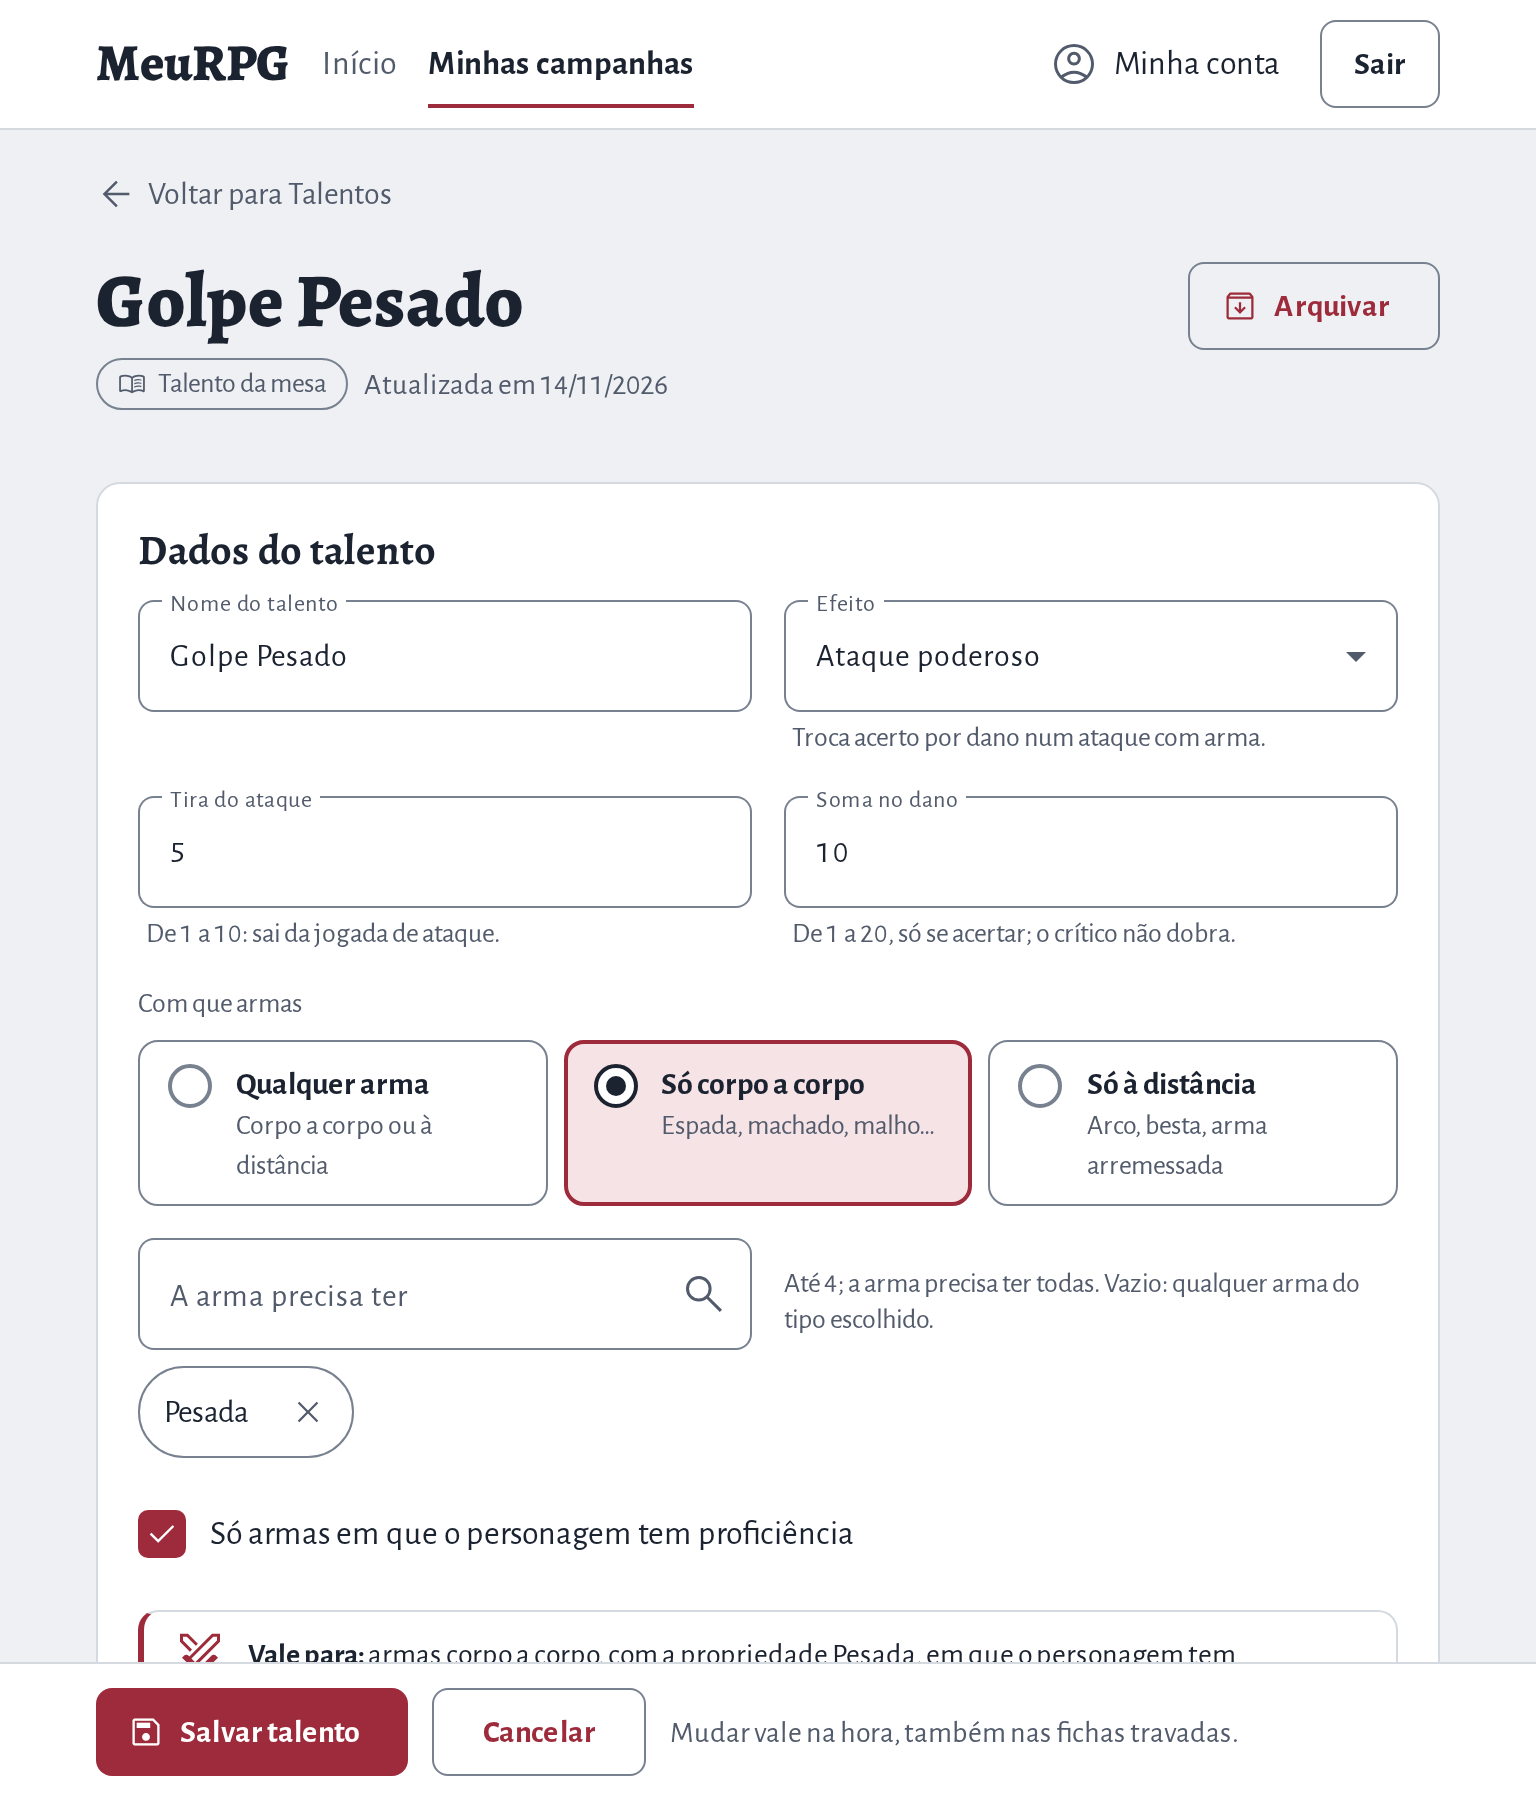 MeuRPG Início Minhas campanhas Minha conta Sair
Voltar para Talentos
Golpe Pesado
Arquivar
Talento da mesa Atualizada em 14/11/2026
Dados do talento
Nome do talento
Golpe Pesado
Efeito
Ataque poderoso
Troca acerto por dano num ataque com arma.
Tira do ataque
5
De 1 a 10: sai da jogada de ataque.
Soma no dano
10
De 1 a 20, só se acertar; o crítico não dobra.
Com que armas
Qualquer arma
Corpo a corpo ou à
distância
Só corpo a corpo
Espada, machado, malho...
Só à distância
Arco, besta, arma
arremessada
A arma precisa ter
Até 4; a arma precisa ter todas. Vazio: qualquer arma do
tipo escolhido.
Pesada
Só armas em que o personagem tem proficiência
Vale para: armas corpo a corpo, com a propriedade Pesada, em que o personagem tem
Salvar talento Cancelar Mudar vale na hora, também nas fichas travadas.